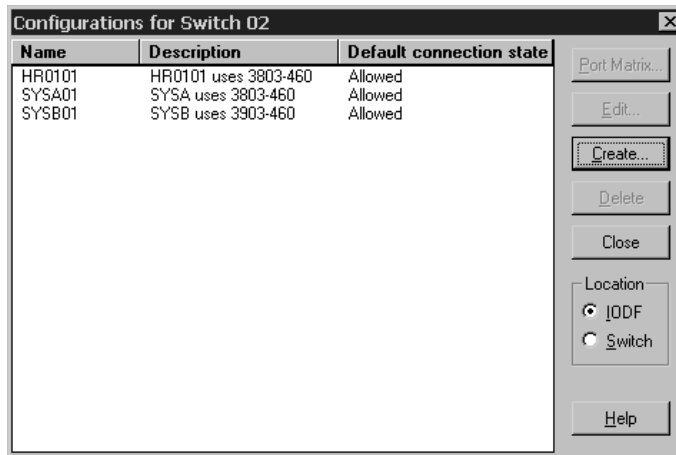 Configurations for Switch 02
Name Description Default connection state
HR0101 HR0101 uses 3803-460 Allowed
SYSA01 SYSA uses 3803-460 Allowed
SYSB01 SYSB uses 3903-460 Allowed
Port Matrix...
Edit...
Create...
Delete
Close
Location
IODF
Switch
Help